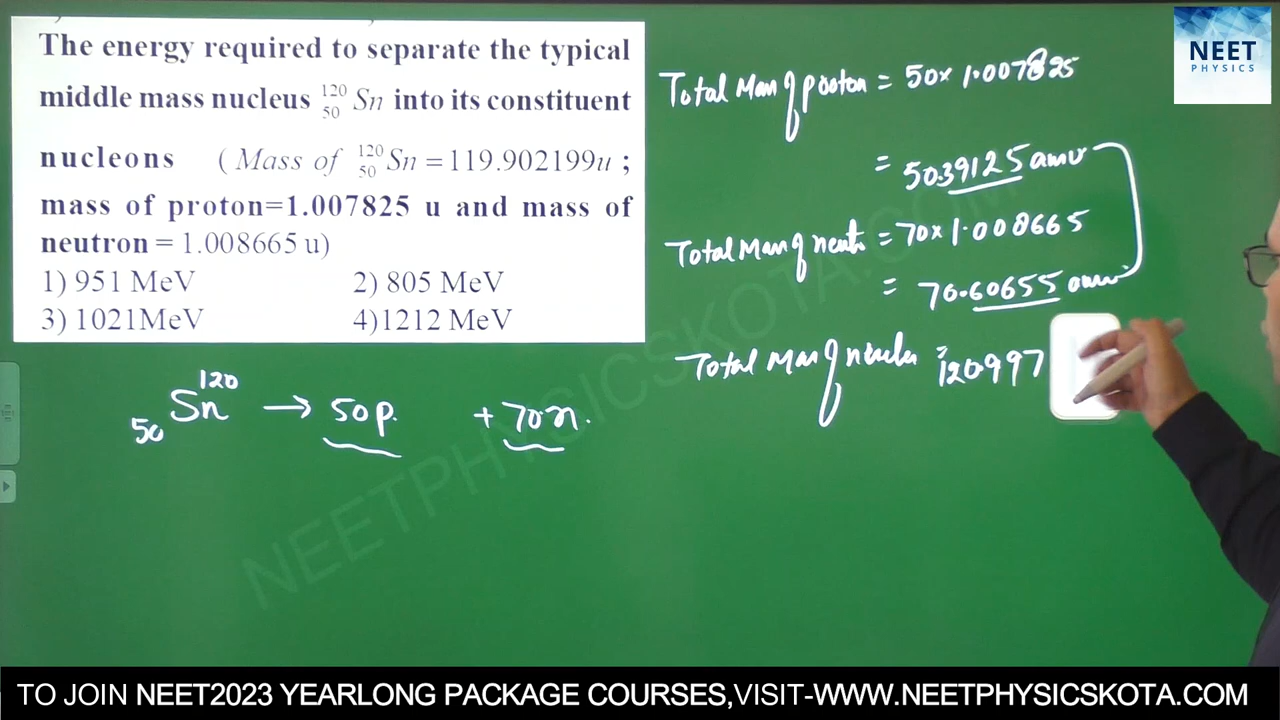 The energy required to separate the typical
middle mass nucleus ¹²⁰₅₀Sn into its constituent
nucleons (Mass of ¹²⁰₅₀Sn = 119.902199u ;
mass of proton=1.007825 u and mass of
neutron = 1.008665 u)
1) 951 MeV 2) 805 MeV
3) 1021MeV 4)1212 MeV
₅₀Sn¹²⁰ → 50p. + 70n.
Total Mass of proton = 50× 1.007825
= 50.39125 amu
Total Mass of neutn = 70× 1.008665
= 70.60655 amu
Total Mass of = 120997
NEET
PHYSICS
NEETPHYSICSKOTA.COM
TO JOIN NEET2023 YEARLONG PACKAGE COURSES,VISIT-WWW.NEETPHYSICSKOTA.COM